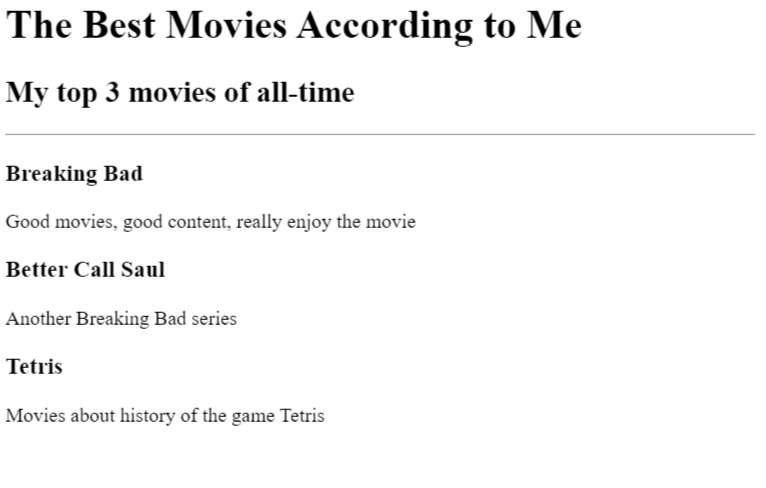 The Best Movies According to Me
My top 3 movies of all-time
Breaking Bad
Good movies, good content, really enjoy the movie
Better Call Saul
Another Breaking Bad series
Tetris
Movies about history of the game Tetris